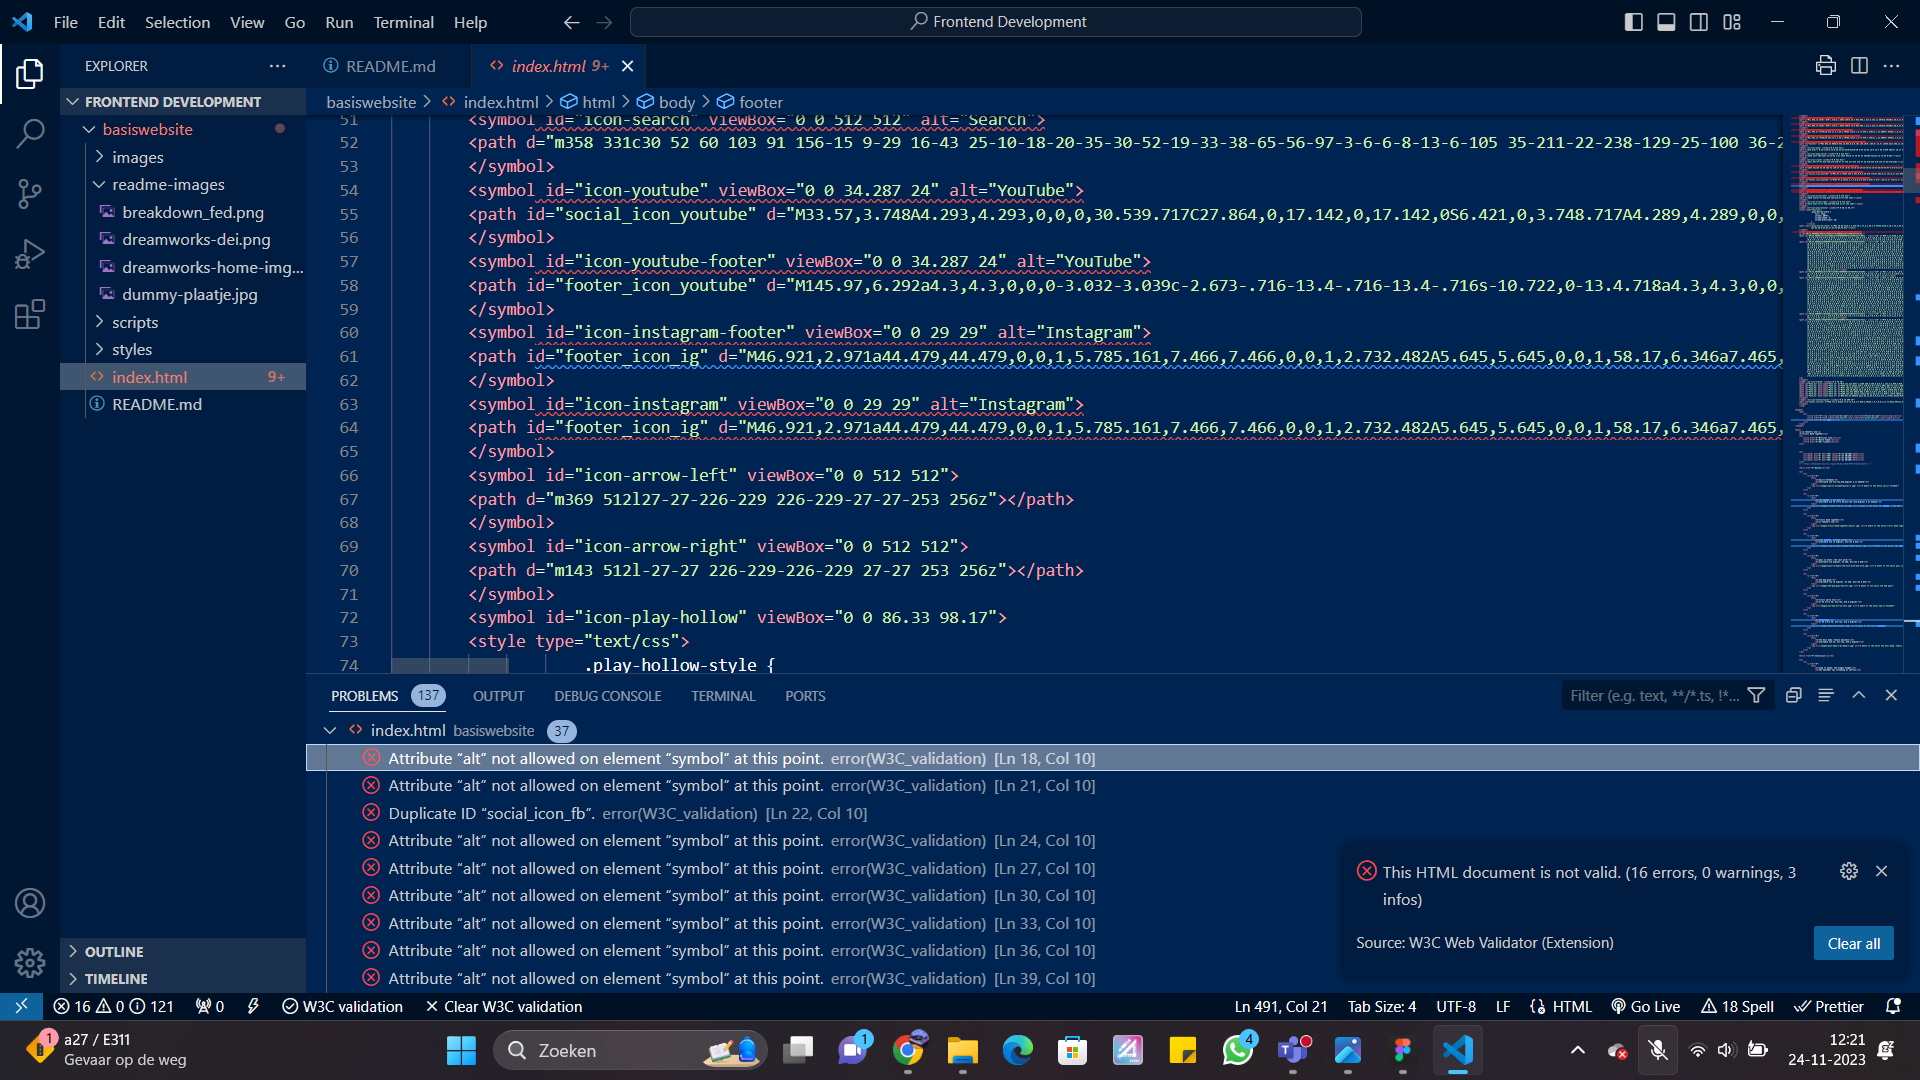 File Edit Selection View Go Run Terminal Help
Frontend Development
EXPLORER
README.md
index.html 9+
FRONTEND DEVELOPMENT
basiswebsite > index.html > html > body > footer
basiswebsite
images
readme-images
breakdown_fed.png
dreamworks-dei.png
dreamworks-home-img...
dummy-plaatje.jpg
scripts
styles
index.html 9+
README.md
OUTLINE
TIMELINE
51 <symbol id="icon-search" viewBox="0 0 512 512" alt="Search">
52 <path d="m358 331c30 52 60 103 91 156-15 9-29 16-43 25-10-18-20-35-30-52-19-33-38-65-56-97-3-6-6-8-13-6-105 35-211-22-238-129-25-100 36-2
53 </symbol>
54 <symbol id="icon-youtube" viewBox="0 0 34.287 24" alt="YouTube">
55 <path id="social_icon_youtube" d="M33.57,3.748A4.293,4.293,0,0,0,30.539.717C27.864,0,17.142,0,17.142,0S6.421,0,3.748.717A4.289,4.289,0,0,
56 </symbol>
57 <symbol id="icon-youtube-footer" viewBox="0 0 34.287 24" alt="YouTube">
58 <path id="footer_icon_youtube" d="M145.97,6.292a4.3,4.3,0,0,0-3.032-3.039c-2.673-.716-13.4-.716-13.4-.716s-10.722,0-13.4.718a4.3,4.3,0,0,
59 </symbol>
60 <symbol id="icon-instagram-footer" viewBox="0 0 29 29" alt="Instagram">
61 <path id="footer_icon_ig" d="M46.921,2.971a44.479,44.479,0,0,1,5.785.161,7.466,7.466,0,0,1,2.732.482A5.645,5.645,0,0,1,58.17,6.346a7.465,
62 </symbol>
63 <symbol id="icon-instagram" viewBox="0 0 29 29" alt="Instagram">
64 <path id="footer_icon_ig" d="M46.921,2.971a44.479,44.479,0,0,1,5.785.161,7.466,7.466,0,0,1,2.732.482A5.645,5.645,0,0,1,58.17,6.346a7.465,
65 </symbol>
66 <symbol id="icon-arrow-left" viewBox="0 0 512 512">
67 <path d="m369 512l27-27-226-229 226-229-27-27-253 256z"></path>
68 </symbol>
69 <symbol id="icon-arrow-right" viewBox="0 0 512 512">
70 <path d="m143 512l-27-27 226-229-226-229 27-27 253 256z"></path>
71 </symbol>
72 <symbol id="icon-play-hollow" viewBox="0 0 86.33 98.17">
73 <style type="text/css">
74 .play-hollow-style {
PROBLEMS 137 OUTPUT DEBUG CONSOLE TERMINAL PORTS
Filter (e.g. text, **/*.ts, !*...
index.html basiswebsite 37
Attribute “alt” not allowed on element “symbol” at this point. error(W3C_validation) [Ln 18, Col 10]
Attribute “alt” not allowed on element “symbol” at this point. error(W3C_validation) [Ln 21, Col 10]
Duplicate ID “social_icon_fb”. error(W3C_validation) [Ln 22, Col 10]
Attribute “alt” not allowed on element “symbol” at this point. error(W3C_validation) [Ln 24, Col 10]
Attribute “alt” not allowed on element “symbol” at this point. error(W3C_validation) [Ln 27, Col 10]
Attribute “alt” not allowed on element “symbol” at this point. error(W3C_validation) [Ln 30, Col 10]
Attribute “alt” not allowed on element “symbol” at this point. error(W3C_validation) [Ln 33, Col 10]
Attribute “alt” not allowed on element “symbol” at this point. error(W3C_validation) [Ln 36, Col 10]
Attribute “alt” not allowed on element “symbol” at this point. error(W3C_validation) [Ln 39, Col 10]
This HTML document is not valid. (16 errors, 0 warnings, 3
infos)
Source: W3C Web Validator (Extension)
Clear all
16 0 121 0 W3C validation Clear W3C validation
Ln 491, Col 21 Tab Size: 4 UTF-8 LF HTML Go Live 18 Spell Prettier
1
a27 / E311
Gevaar op de weg
Zoeken
1
4
12:21
24-11-2023